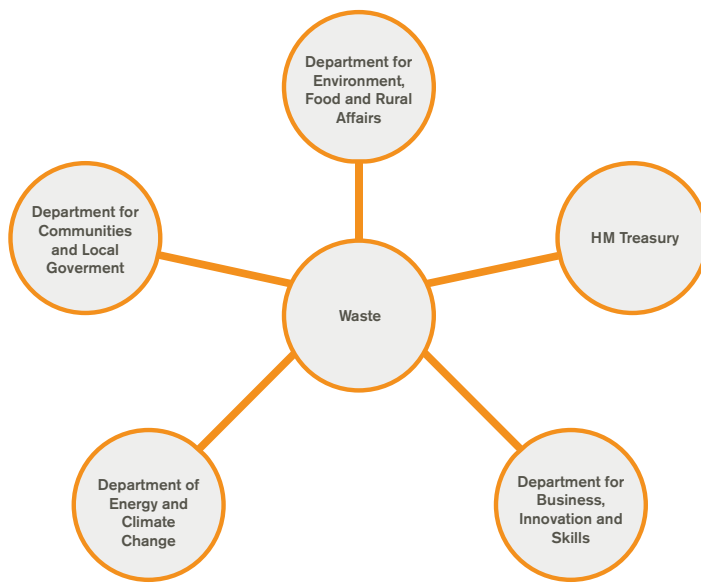 Department for
Environment,
Food and Rural
Affairs
Department for
Communities
and Local
Goverment
HM Treasury
Waste
Department of
Energy and
Climate
Change
Department for
Business,
Innovation and
Skills